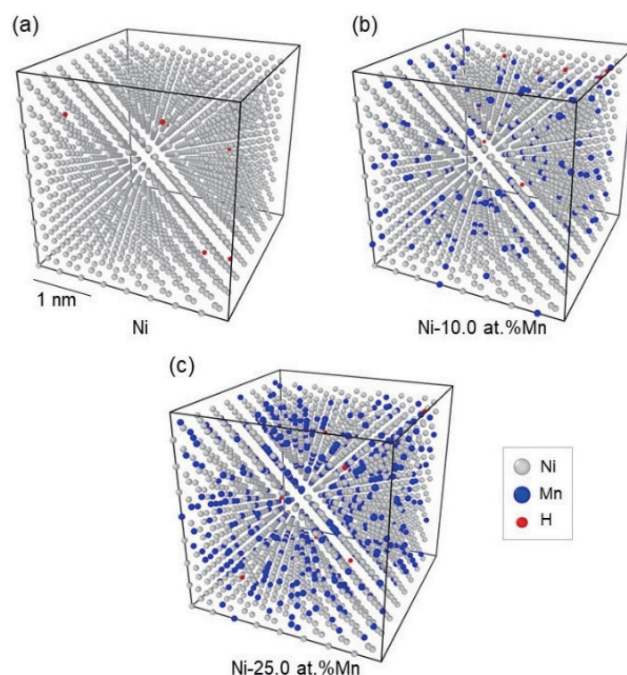 (a)
(b)
1 nm
Ni
Ni-10.0 at.%Mn
(c)
Ni
Mn
H
Ni-25.0 at.%Mn